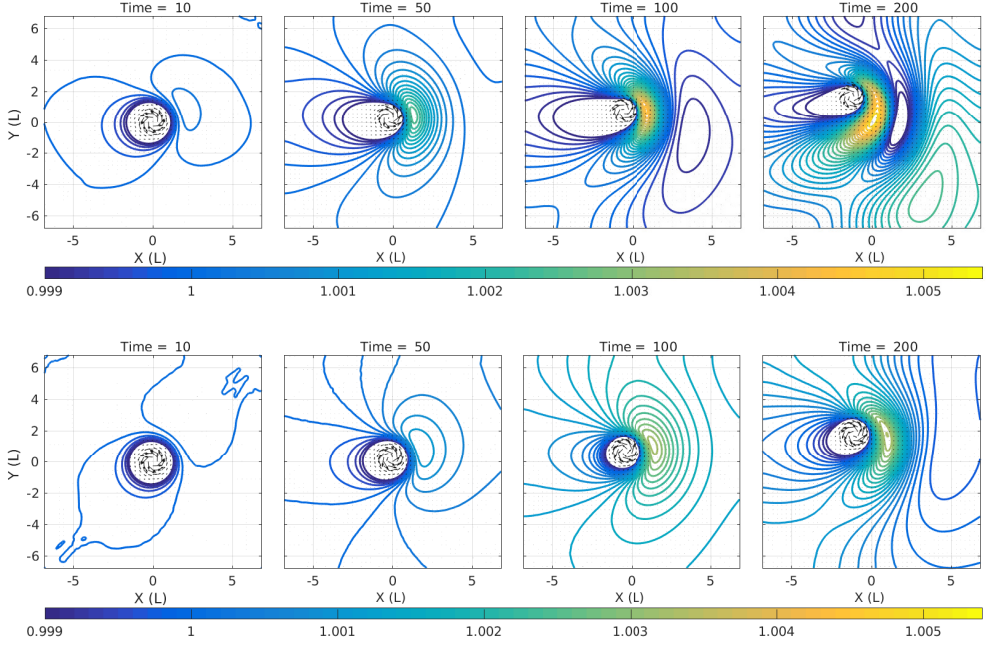 Time = 10 Time = 50 Time = 100 Time = 200
6
4
2
0
-2
-4
-6
Y (L)
-5 0 5 -5 0 5 -5 0 5 -5 0 5
X (L) X (L) X (L) X (L)
0.999 1 1.001 1.002 1.003 1.004 1.005
Time = 10 Time = 50 Time = 100 Time = 200
6
4
2
0
-2
-4
-6
Y (L)
-5 0 5 -5 0 5 -5 0 5 -5 0 5
X (L) X (L) X (L) X (L)
0.999 1 1.001 1.002 1.003 1.004 1.005